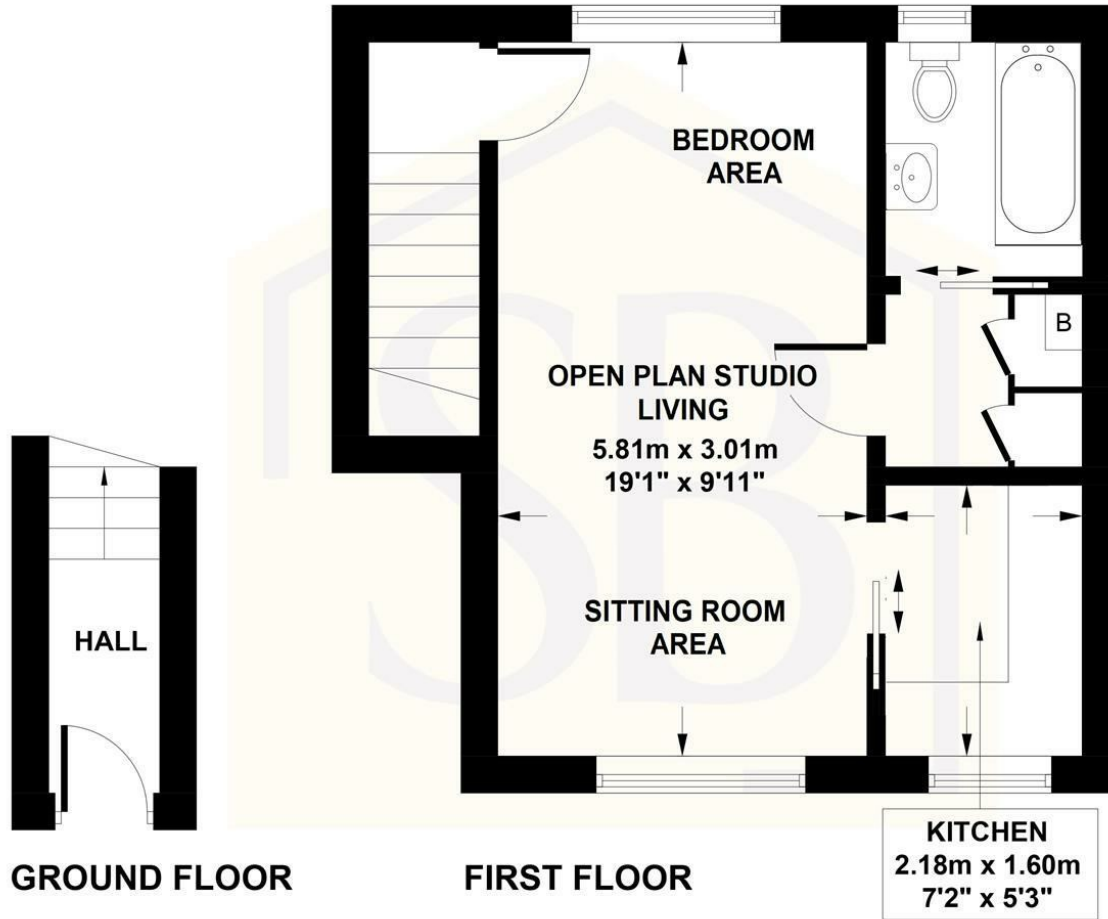 BEDROOM
AREA
B
OPEN PLAN STUDIO
LIVING
5.81m x 3.01m
19'1" x 9'11"
SB
HALL
SITTING ROOM
AREA
KITCHEN
2.18m x 1.60m
7'2" x 5'3"
GROUND FLOOR
FIRST FLOOR